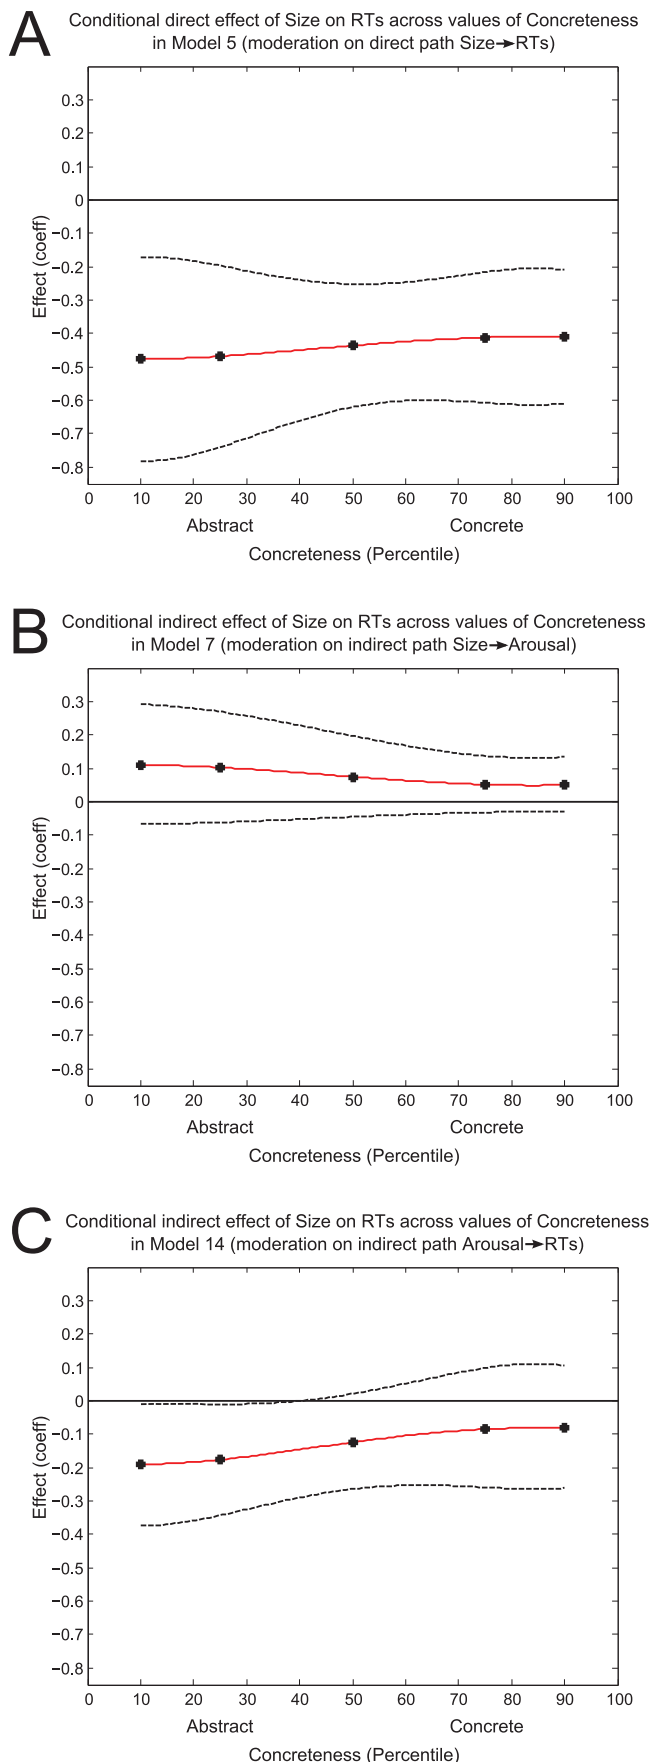 A
Conditional direct effect of Size on RTs across values of Concreteness
in Model 5 (moderation on direct path Size→RTs)
0.3
0.2
0.1
0
−0.1
−0.2
−0.3
−0.4
−0.5
−0.6
−0.7
−0.8
Effect (coeff)
0 10 20 30 40 50 60 70 80 90 100
Abstract Concrete
Concreteness (Percentile)
B
Conditional indirect effect of Size on RTs across values of Concreteness
in Model 7 (moderation on indirect path Size→Arousal)
0.3
0.2
0.1
0
−0.1
−0.2
−0.3
−0.4
−0.5
−0.6
−0.7
−0.8
Effect (coeff)
0 10 20 30 40 50 60 70 80 90 100
Abstract Concrete
Concreteness (Percentile)
C
Conditional indirect effect of Size on RTs across values of Concreteness
in Model 14 (moderation on indirect path Arousal→RTs)
0.3
0.2
0.1
0
−0.1
−0.2
−0.3
−0.4
−0.5
−0.6
−0.7
−0.8
Effect (coeff)
0 10 20 30 40 50 60 70 80 90 100
Abstract Concrete
Concreteness (Percentile)